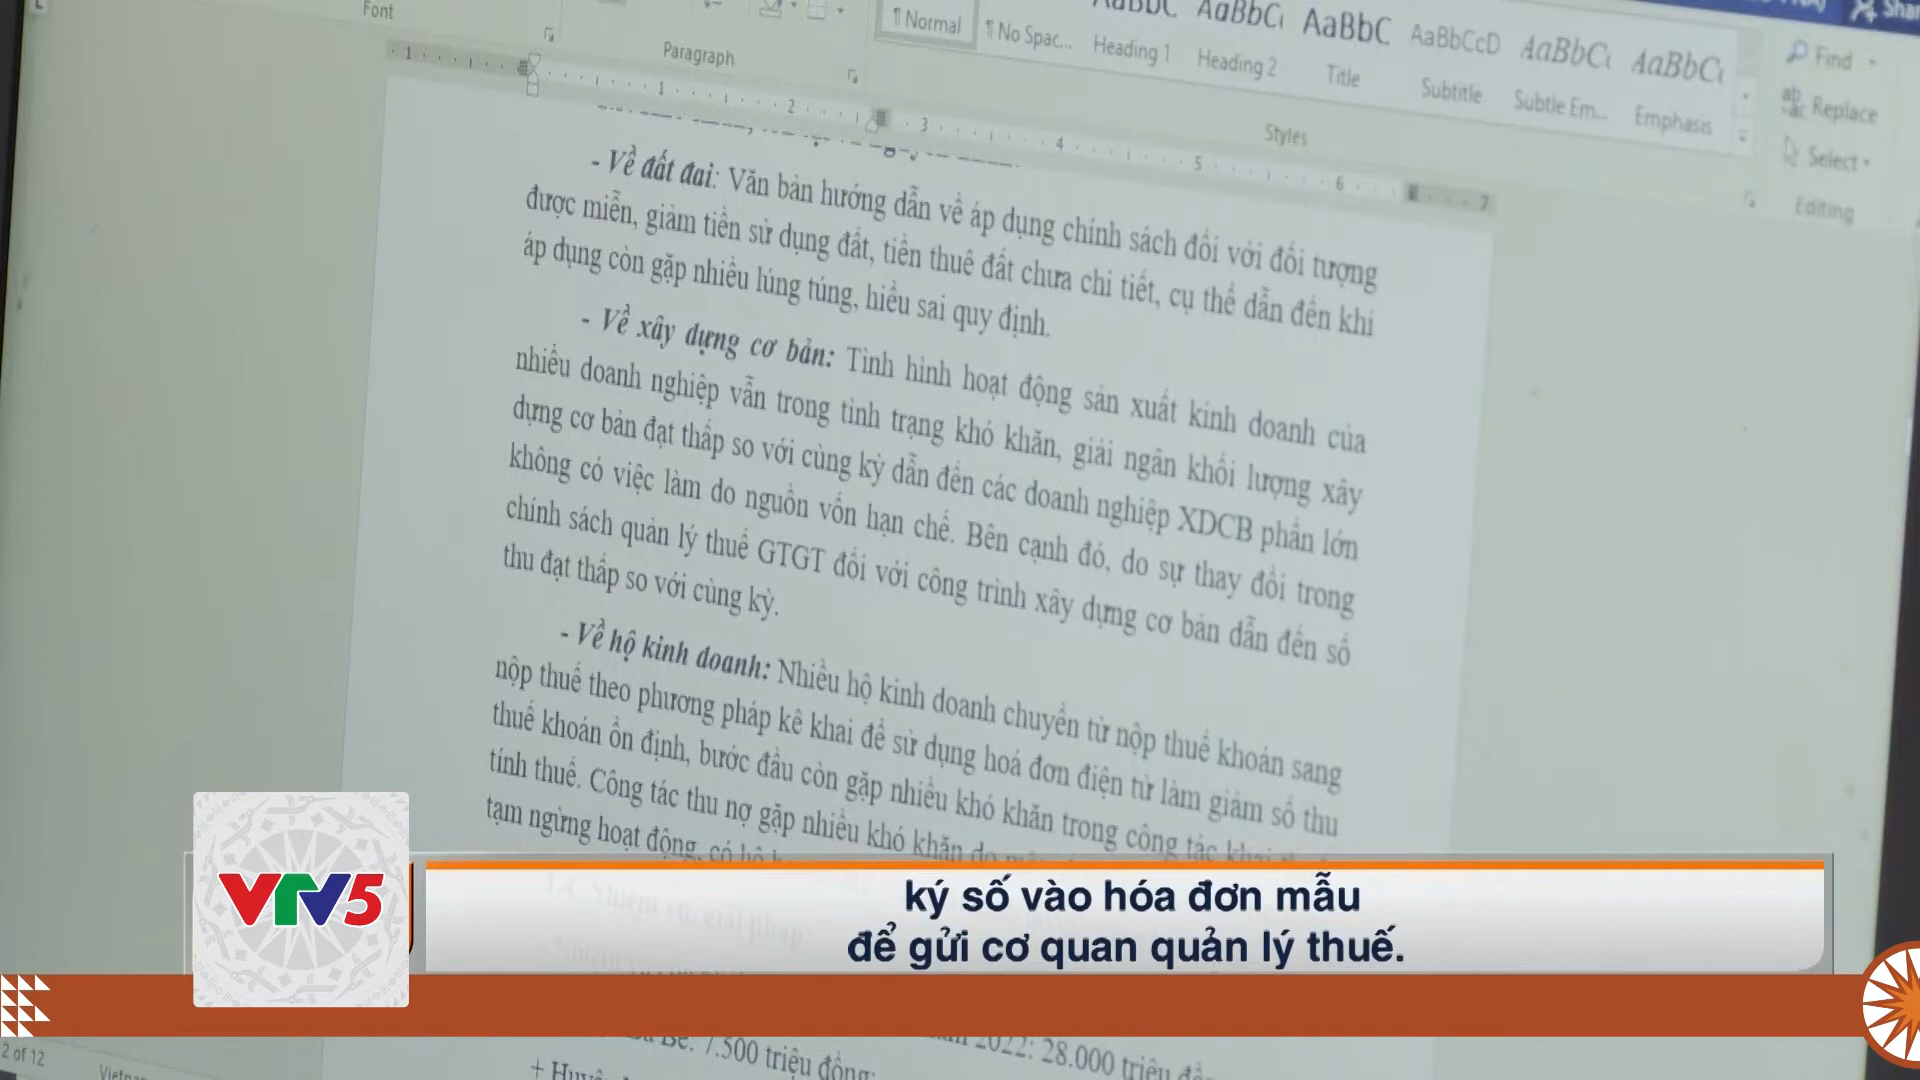 Font
Paragraph
¶ Normal
¶ No Spac...
Heading 1
Heading 2
Title
Subtitle
Subtle Em...
Emphasis
Styles
Find
Replace
Select
Editing
- Về đất đai: Văn bản hướng dẫn về áp dụng chính sách đối với đối tượng
được miễn, giảm tiền sử dụng đất, tiền thuê đất chưa chi tiết, cụ thể dẫn đến khi
áp dụng còn gặp nhiều lúng túng, hiểu sai quy định.
- Về xây dựng cơ bản: Tình hình hoạt động sản xuất kinh doanh của
nhiều doanh nghiệp vẫn trong tình trạng khó khăn, giải ngân khối lượng xây
dựng cơ bản đạt thấp so với cùng kỳ dẫn đến các doanh nghiệp XDCB phần lớn
không có việc làm do nguồn vốn hạn chế. Bên cạnh đó, do sự thay đổi trong
chính sách quản lý thuế GTGT đối với công trình xây dựng cơ bản dẫn đến số
thu đạt thấp so với cùng kỳ.
- Về hộ kinh doanh: Nhiều hộ kinh doanh chuyển từ nộp thuế khoán sang
nộp thuế theo phương pháp kê khai để sử dụng hoá đơn điện tử làm giảm số thu
thuế khoán ổn định, bước đầu còn gặp nhiều khó khăn trong công tác
tính thuế. Công tác thu nợ gặp nhiều khó khăn do
tạm ngừng hoạt động, có hộ
VTV5
ký số vào hóa đơn mẫu
để gửi cơ quan quản lý thuế.
7.500 triệu đồng;
2022: 28.000 triệu
2 of 12